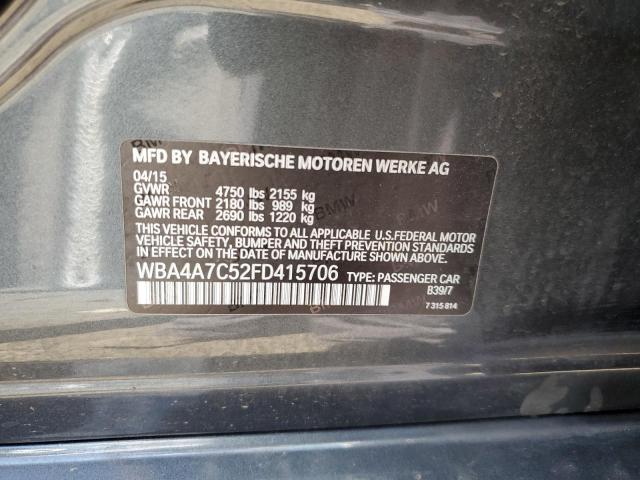 MFD BY BAYERISCHE MOTOREN WERKE AG
04/15
GVWR 4750 lbs 2155 kg
GAWR FRONT 2180 lbs 989 kg
GAWR REAR 2690 lbs 1220 kg
THIS VEHICLE CONFORMS TO ALL APPLICABLE U.S.FEDERAL MOTOR
VEHICLE SAFETY, BUMPER AND THEFT PREVENTION STANDARDS
IN EFFECT ON THE DATE OF MANUFACTURE SHOWN ABOVE.
WBA4A7C52FD415706 TYPE: PASSENGER CAR
B39/7
7 315 814